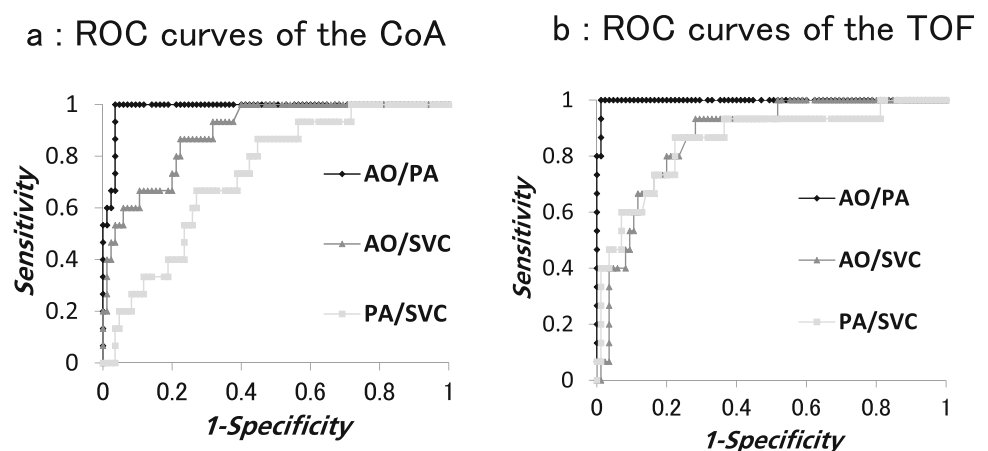 a : ROC curves of the CoA
1
0.8
0.6
0.4
0.2
0
Sensitivity
AO/PA
AO/SVC
PA/SVC
0 0.2 0.4 0.6 0.8 1
1-Specificity
b : ROC curves of the TOF
1
0.8
0.6
0.4
0.2
0
Sensitivity
AO/PA
AO/SVC
PA/SVC
0 0.2 0.4 0.6 0.8 1
1-Specificity